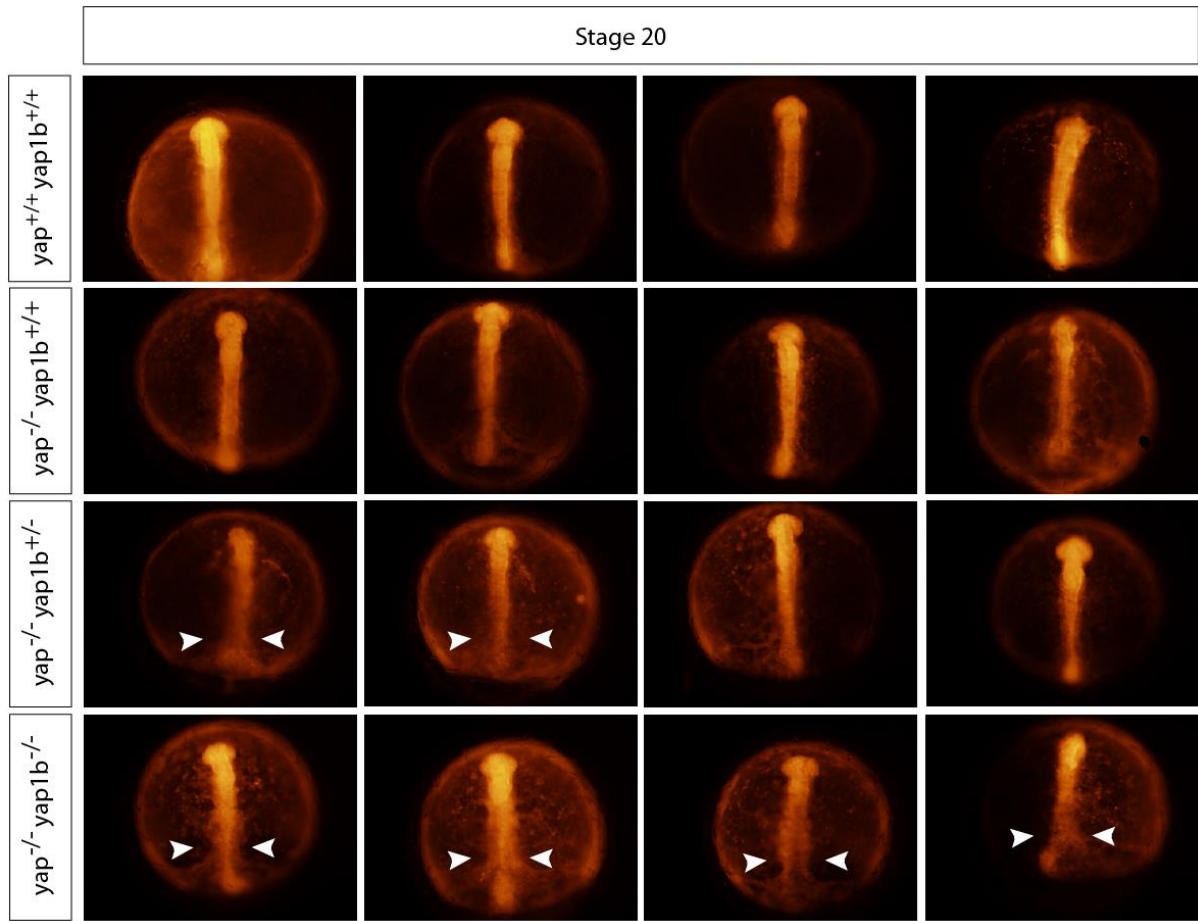 Stage 20
yap+/+ yap1b+/+
yap-/- yap1b+/+
yap-/- yap1b+/-
yap-/- yap1b-/-